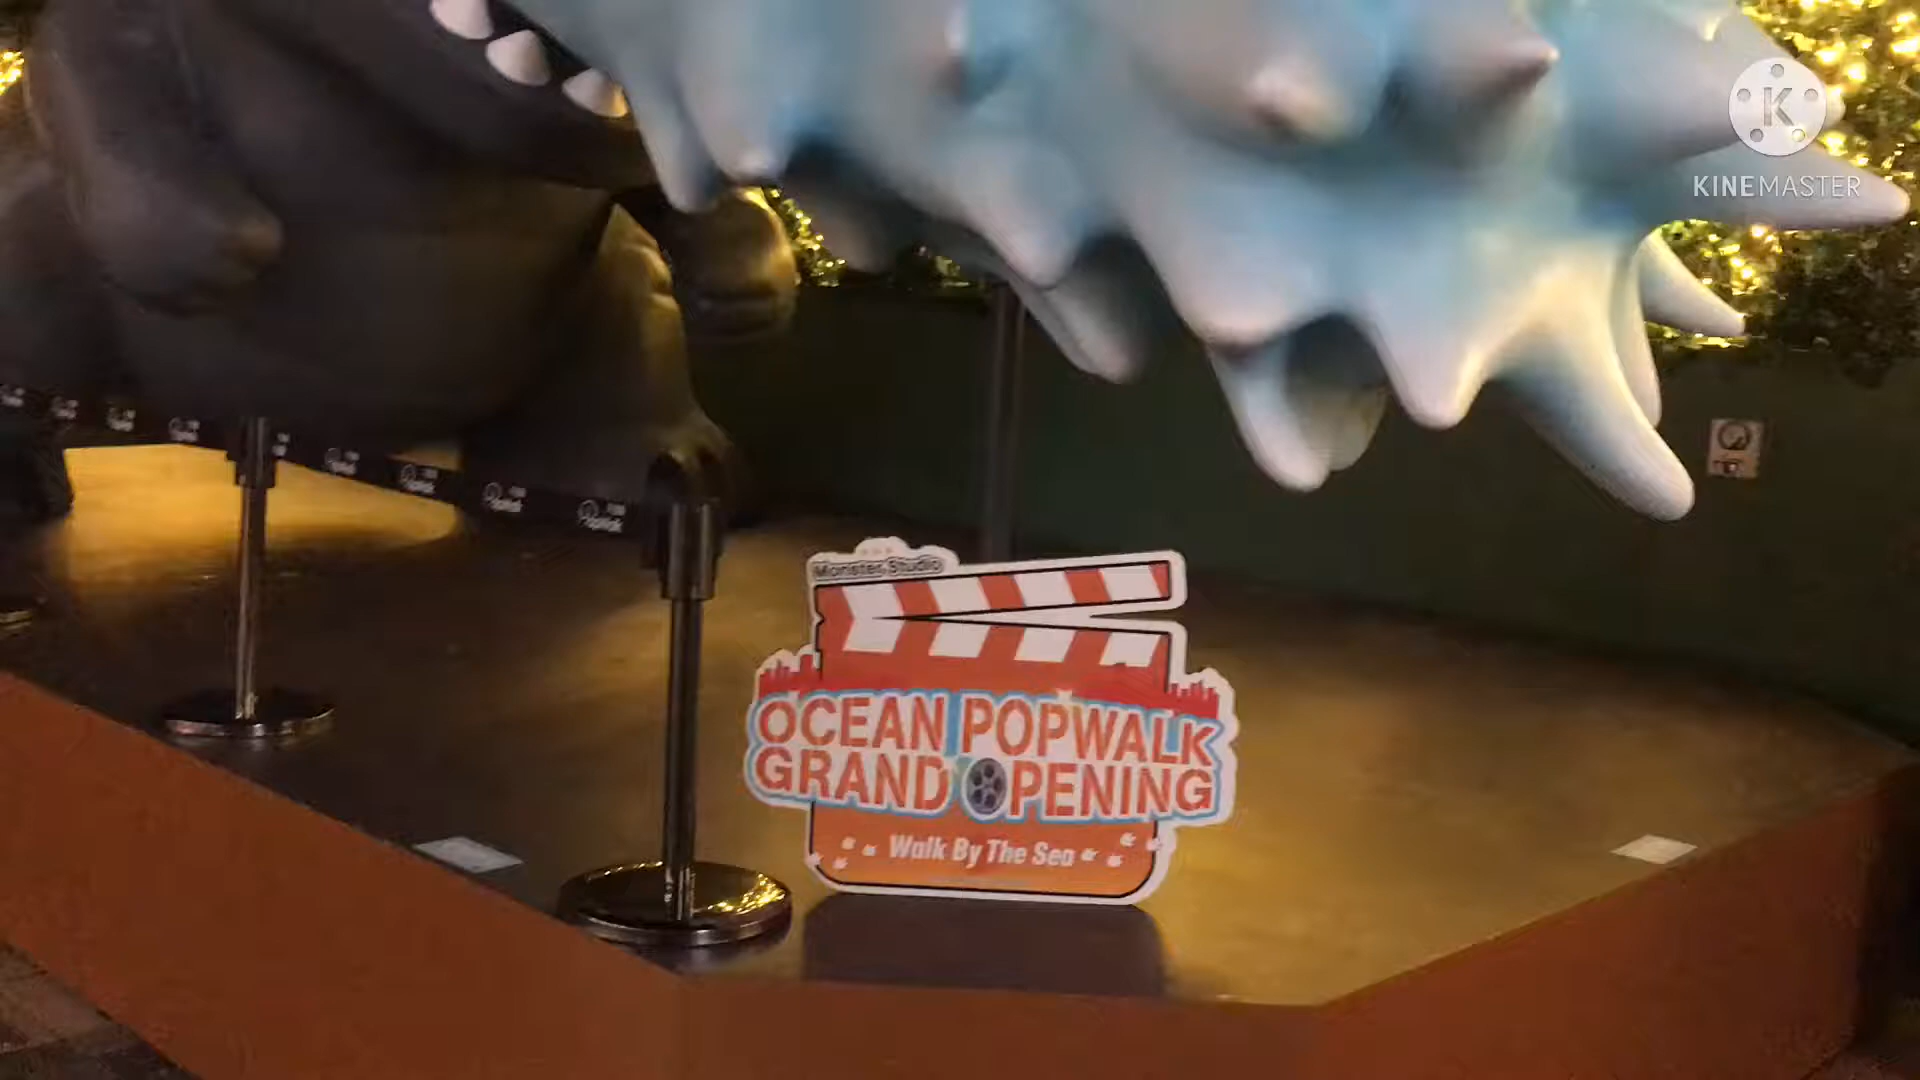 K
KINEMASTER
Monster Studio
OCEAN POPWALK
GRAND OPENING
Walk By The Sea